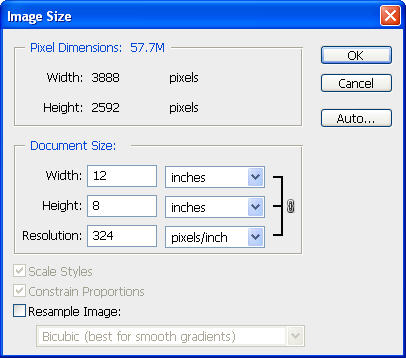 Image Size
Pixel Dimensions: 57.7M
Width: 3888 pixels
Height: 2592 pixels
OK
Cancel
Auto...
Document Size:
Width: 12 inches
Height: 8 inches
Resolution: 324 pixels/inch
Scale Styles
Constrain Proportions
Resample Image:
Bicubic (best for smooth gradients)